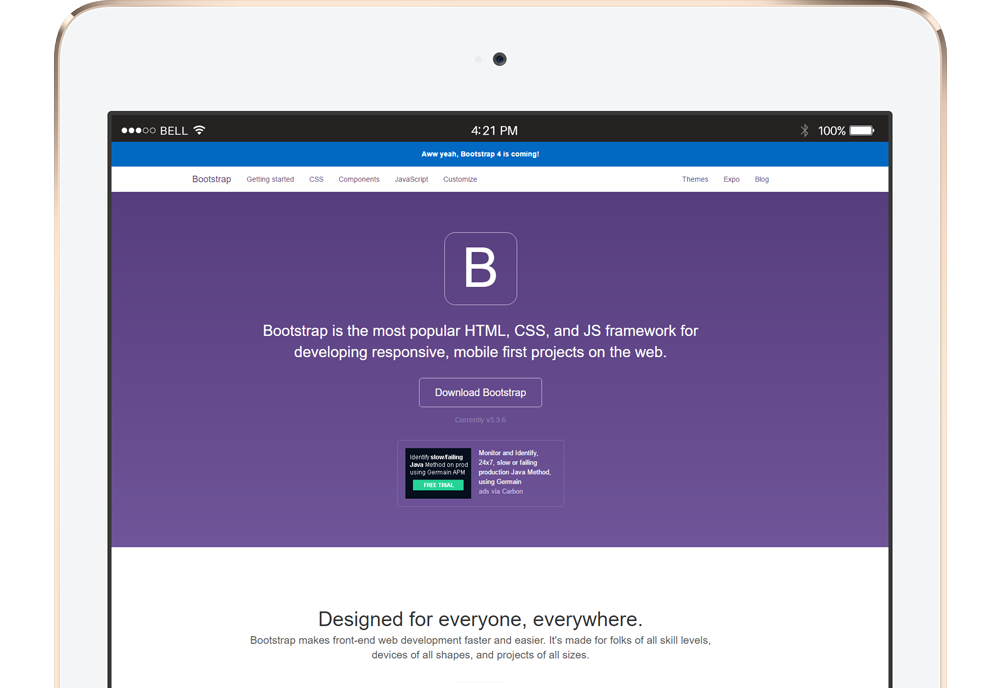 BELL
4:21 PM
100%
Aww yeah, Bootstrap 4 is coming!
Bootstrap Getting started CSS Components JavaScript Customize Themes Expo Blog
B
Bootstrap is the most popular HTML, CSS, and JS framework for
developing responsive, mobile first projects on the web.
Download Bootstrap
Currently v3.3.6
Identify slow/failing
Java Method on prod
using Germain APM
FREE TRIAL
Monitor and Identify,
24x7, slow or failing
production Java Method,
using Germain
ads via Carbon
Designed for everyone, everywhere.
Bootstrap makes front-end web development faster and easier. It's made for folks of all skill levels,
devices of all shapes, and projects of all sizes.